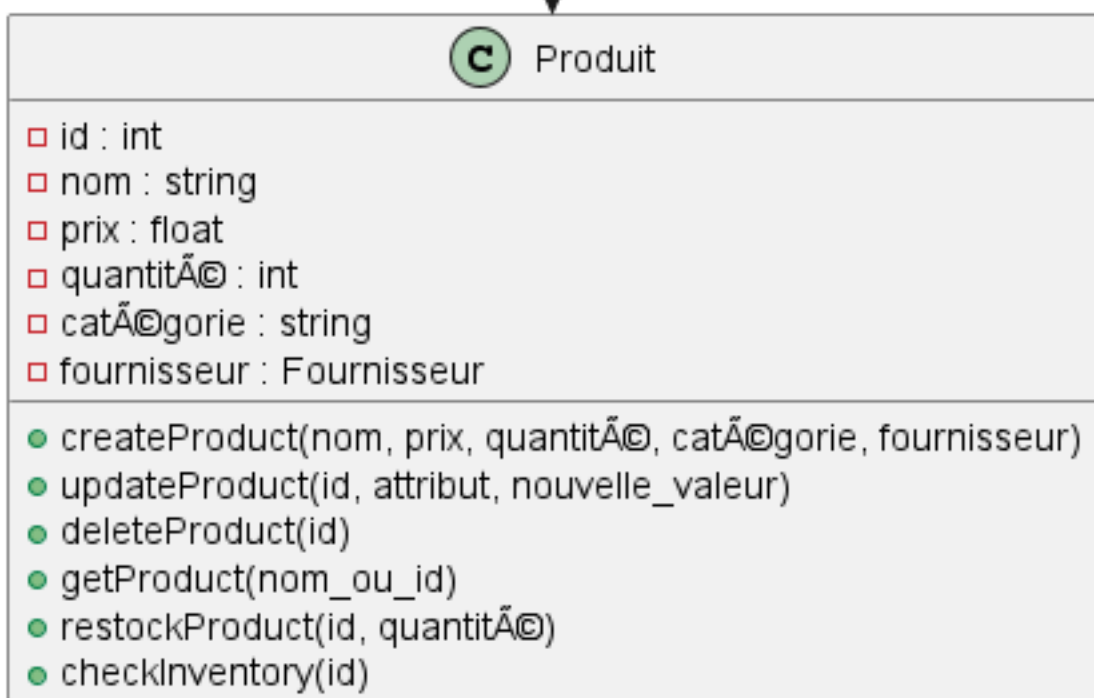 C Produit
id : int
nom : string
prix : float
quantitÃ© : int
catÃ©gorie : string
fournisseur : Fournisseur
createProduct(nom, prix, quantitÃ©, catÃ©gorie, fournisseur)
updateProduct(id, attribut, nouvelle_valeur)
deleteProduct(id)
getProduct(nom_ou_id)
restockProduct(id, quantitÃ©)
checkInventory(id)